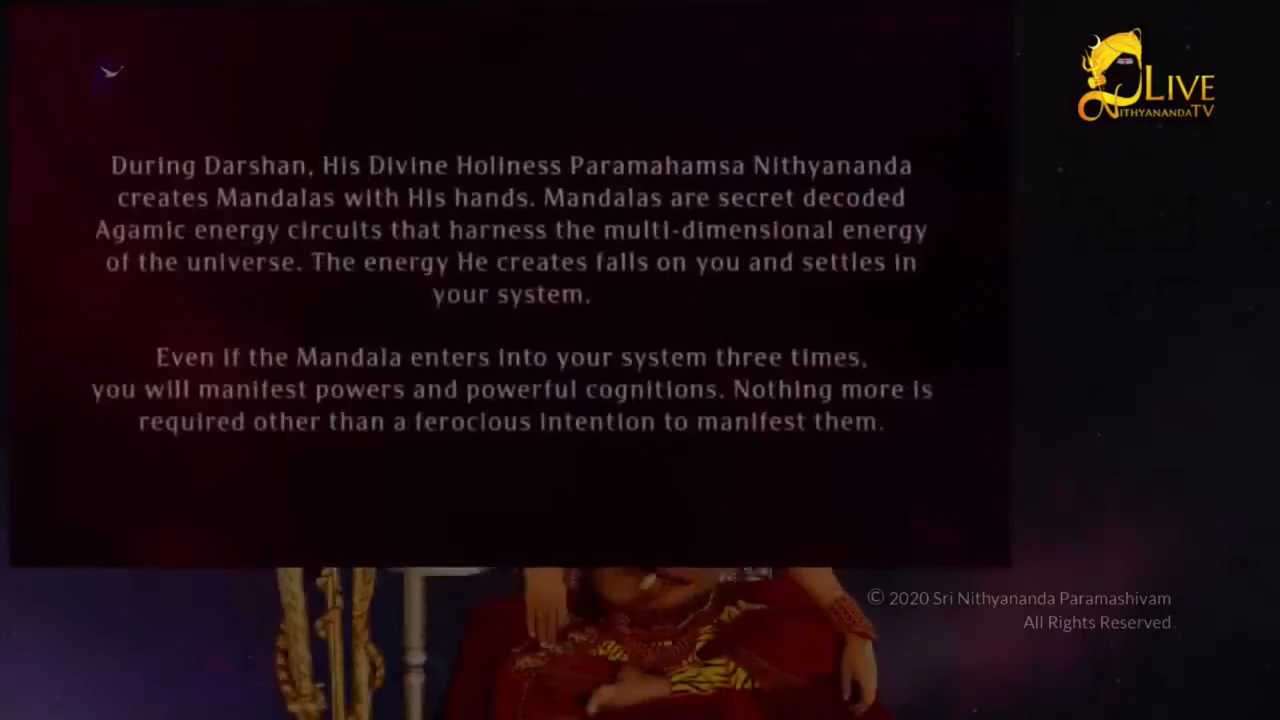 LIVE
NITHYANANDATV
During Darshan, His Divine Holiness Paramahamsa Nithyananda
creates Mandalas with His hands. Mandalas are secret decoded
Agamic energy circuits that harness the multi-dimensional energy
of the universe. The energy He creates falls on you and settles in
your system.
Even if the Mandala enters into your system three times,
you will manifest powers and powerful cognitions. Nothing more is
required other than a ferocious intention to manifest them.
© 2020 Sri Nithyananda Paramashivam
All Rights Reserved